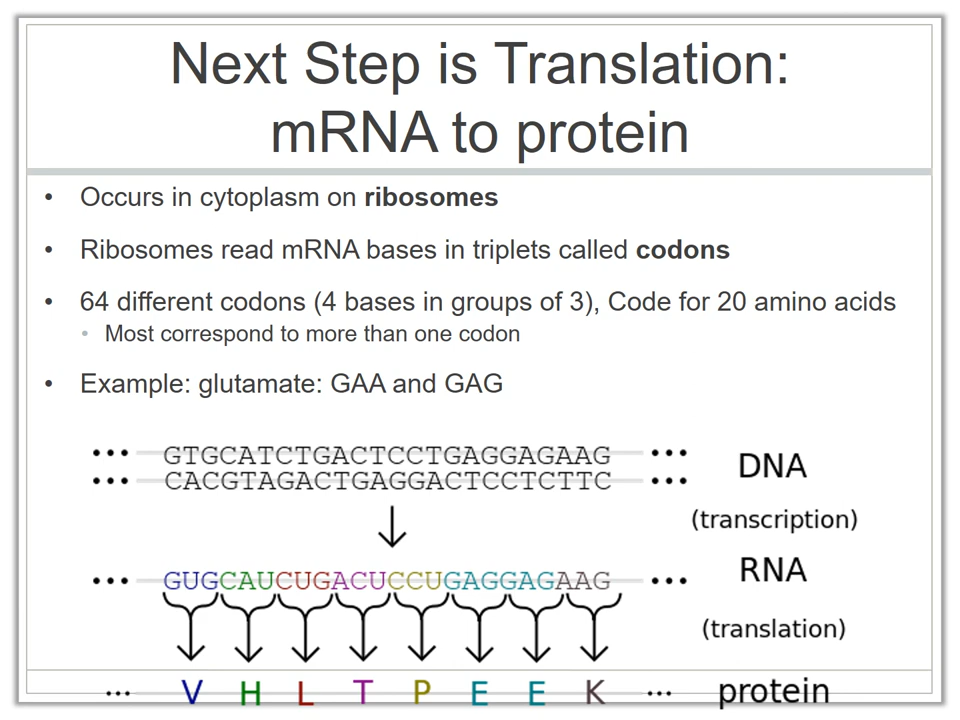 Next Step is Translation:
mRNA to protein
• Occurs in cytoplasm on ribosomes
• Ribosomes read mRNA bases in triplets called codons
• 64 different codons (4 bases in groups of 3), Code for 20 amino acids
• Most correspond to more than one codon
• Example: glutamate: GAA and GAG
... GTGCATCTGACTCCTGAGGAGAAG ... DNA
... CACGTAGACTGAGGACTCCTCTTC ...
(transcription)
... GUGCAUCUGACUCCUGAGGAGAAG ... RNA
(translation)
... V H L T P E E K ... protein